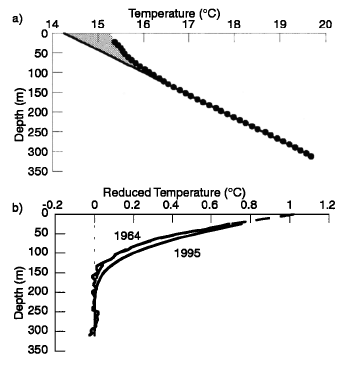 Temperature (°C)
a)
14 15 16 17 18 19 20
0
50
100
150
200
250
300
350
Depth (m)
Reduced Temperature (°C)
b)
-0.2 0 0.2 0.4 0.6 0.8 1 1.2
0
50
100
150
200
250
300
350
Depth (m)
1964
1995